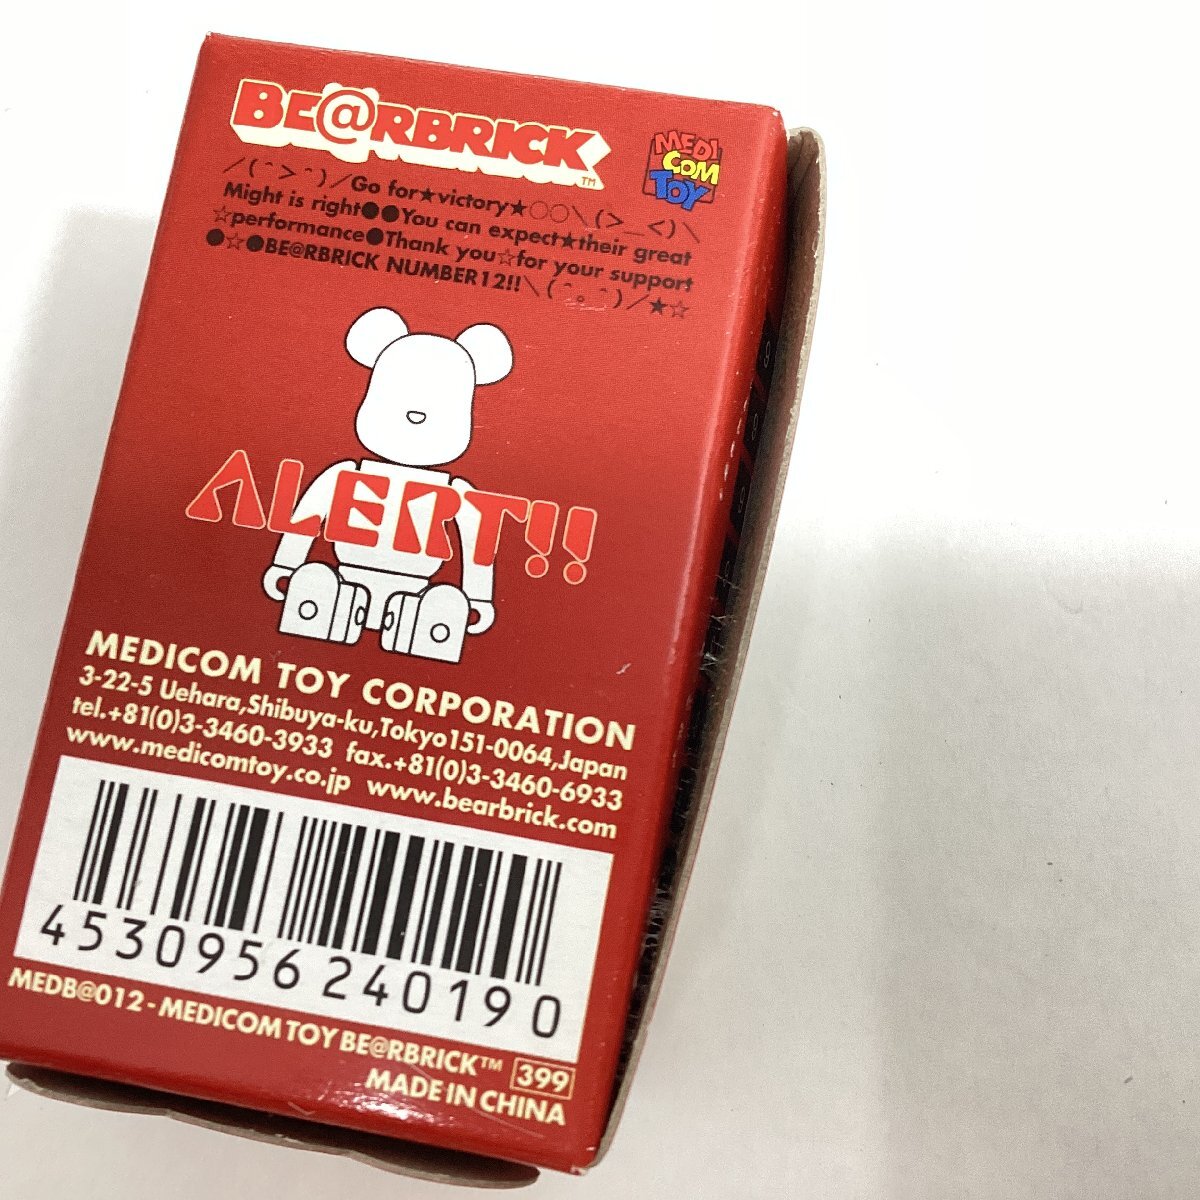 BE@RBRICK™
MEDI
COM
TOY
／(＾＞＾)／Go for★victory★○○＼(＞＿＜)＼
Might is right●●You can expect★their great
☆performance●Thank you☆for your support
●☆●BE@RBRICK NUMBER12!!＼(＾。＾)／★☆
ALERT!!
MEDICOM TOY CORPORATION
3-22-5 Uehara,Shibuya-ku,Tokyo151-0064,Japan
tel.+81(0)3-3460-3933 fax.+81(0)3-3460-6933
www.medicomtoy.co.jp www.bearbrick.com
4530956240190
MEDB@012-MEDICOM TOY BE@RBRICK™ 399
MADE IN CHINA